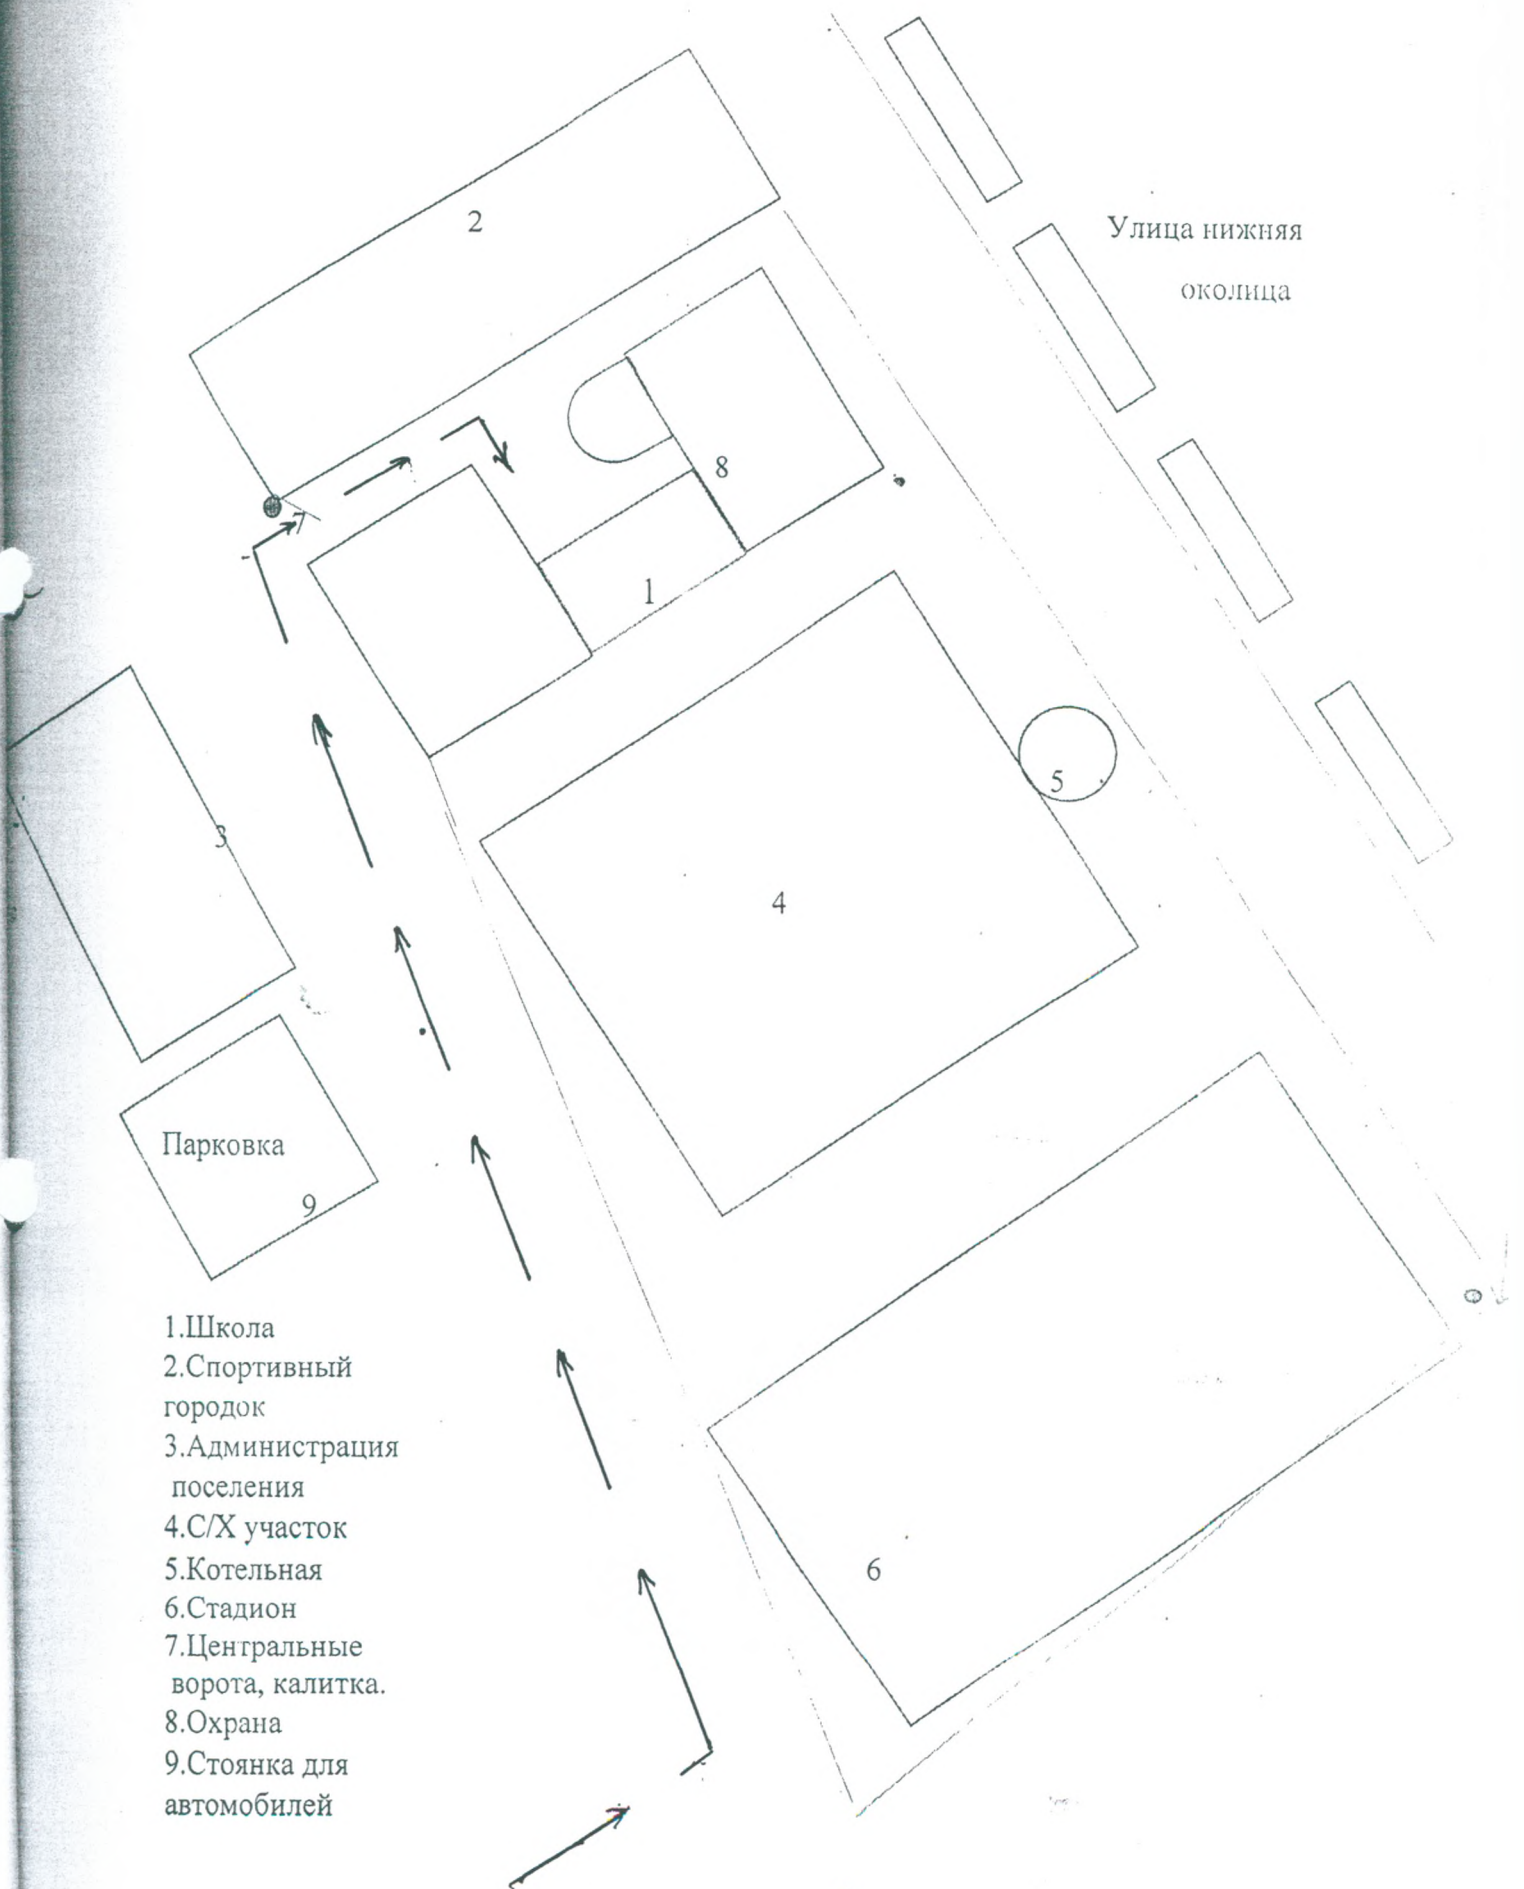 2
Улица нижняя
околица
8
1
7
3
5
4
Парковка
9
1.Школа
2.Спортивный
городок
3.Администрация
поселения
4.С/Х участок
5.Котельная
6.Стадион
7.Центральные
ворота, калитка.
8.Охрана
9.Стоянка для
автомобилей
6